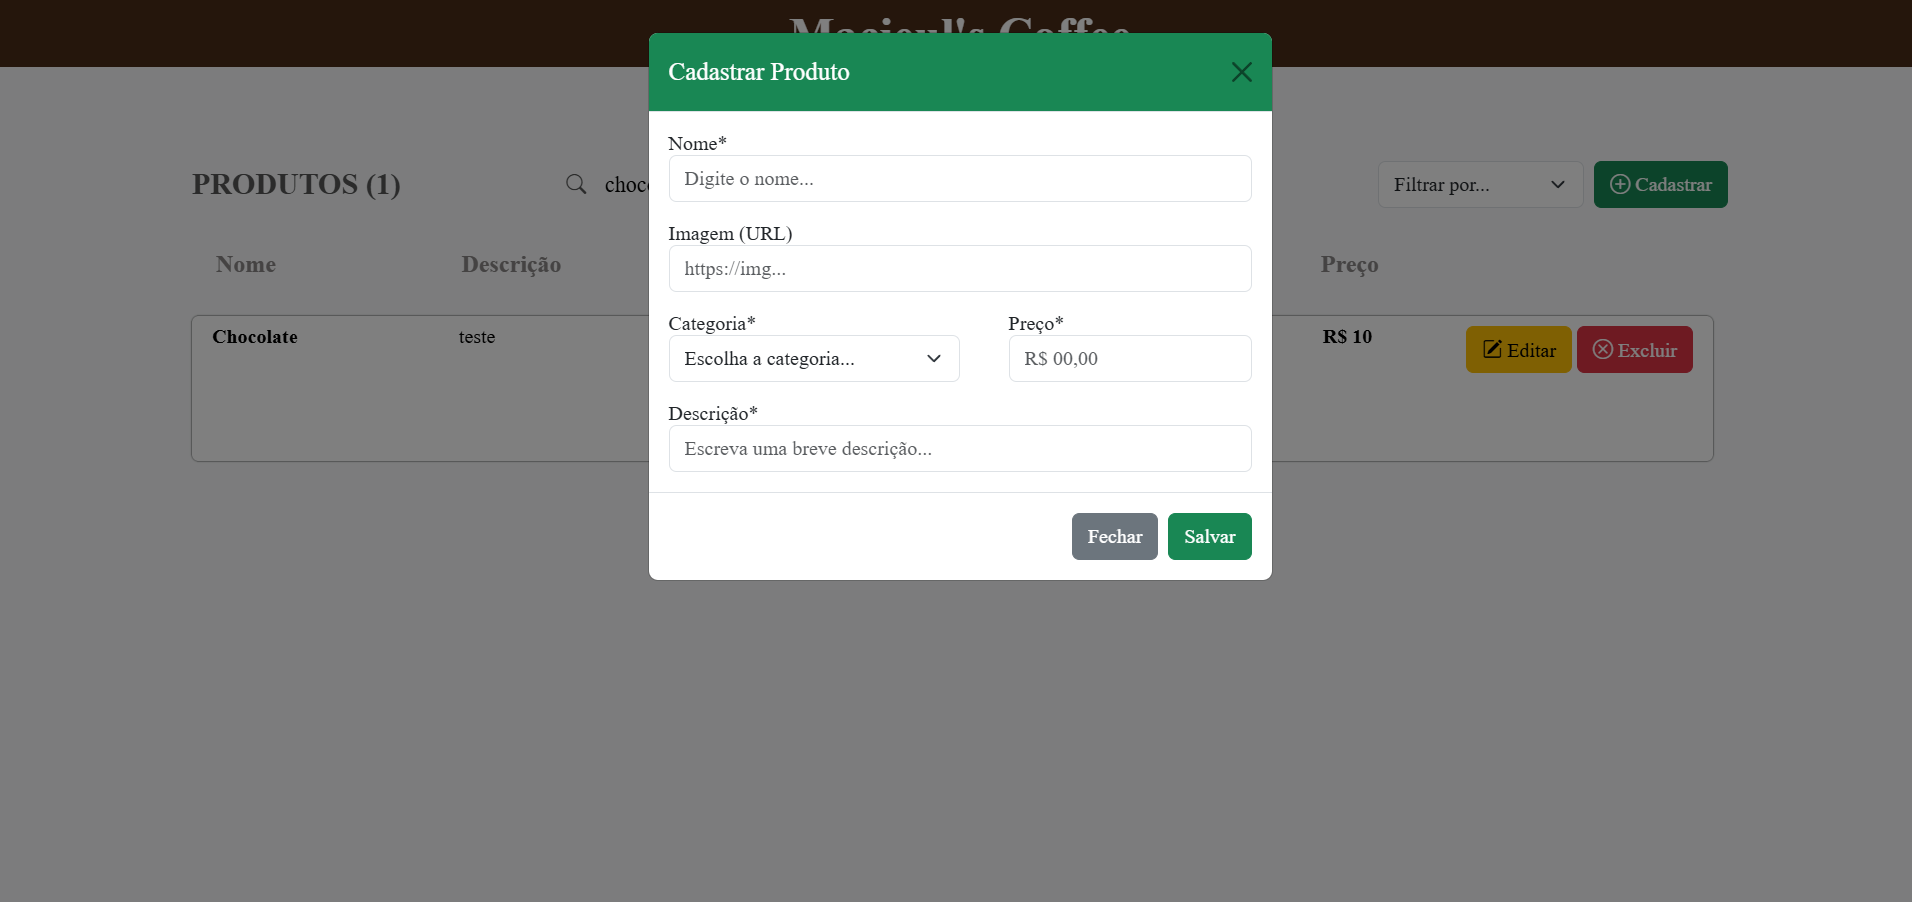 Macieul's Coffee
Cadastrar Produto
Nome*
Digite o nome...
PRODUTOS (1)
choc
Filtrar por...
Cadastrar
Imagem (URL)
https://img...
Nome
Descrição
Preço
Categoria*
Preço*
Escolha a categoria...
R$ 00,00
Chocolate
teste
R$ 10
Editar
Excluir
Descrição*
Escreva uma breve descrição...
Fechar
Salvar